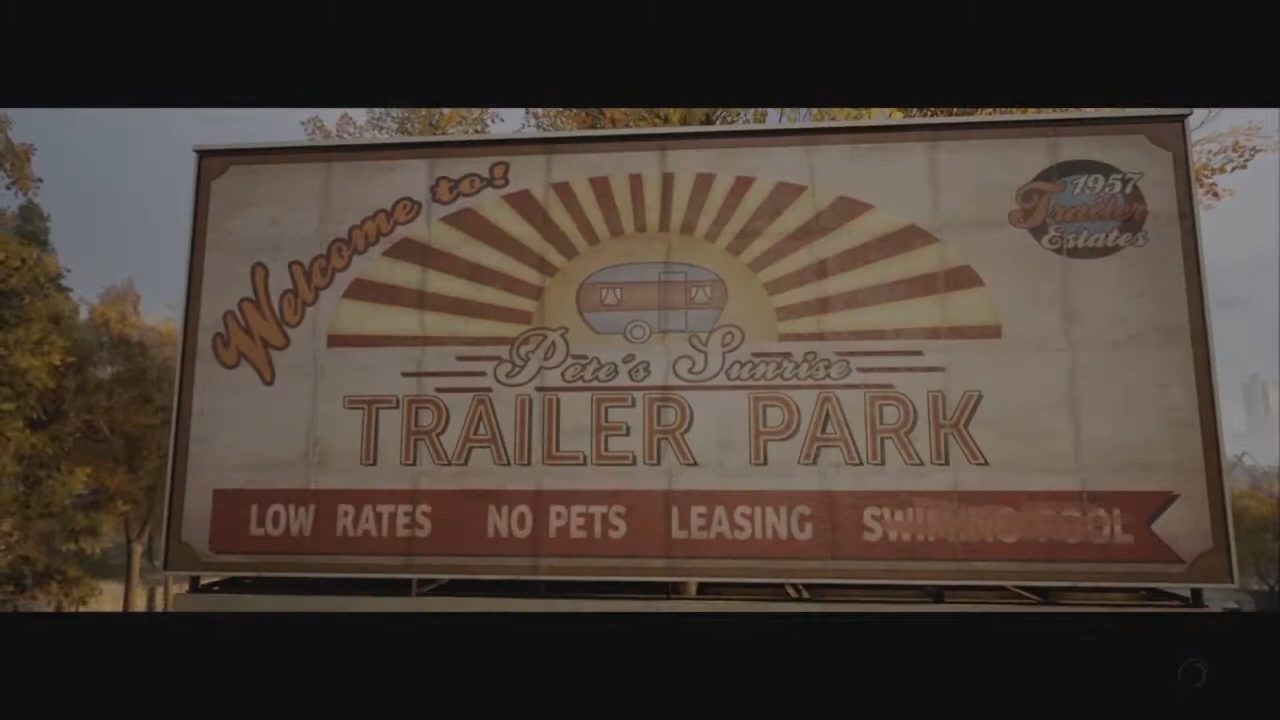 Welcome to!
1957
Trailer
Estates
Pete's Sunrise
TRAILER PARK
LOW RATES NO PETS LEASING